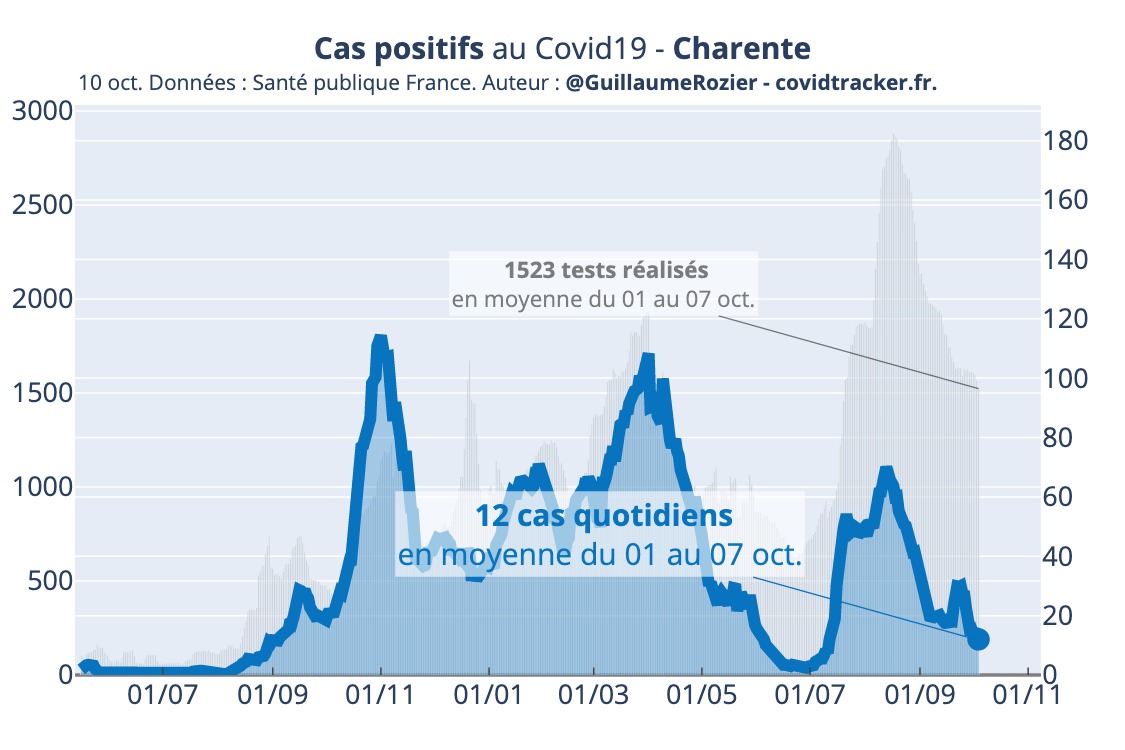 Cas positifs au Covid19 - Charente
10 oct. Données : Santé publique France. Auteur : @GuillaumeRozier - covidtracker.fr.
3000
2500
2000
1500
1000
500
0
180
160
140
120
100
80
60
40
20
0
1523 tests réalisés
en moyenne du 01 au 07 oct.
12 cas quotidiens
en moyenne du 01 au 07 oct.
01/07 01/09 01/11 01/01 01/03 01/05 01/07 01/09 01/11